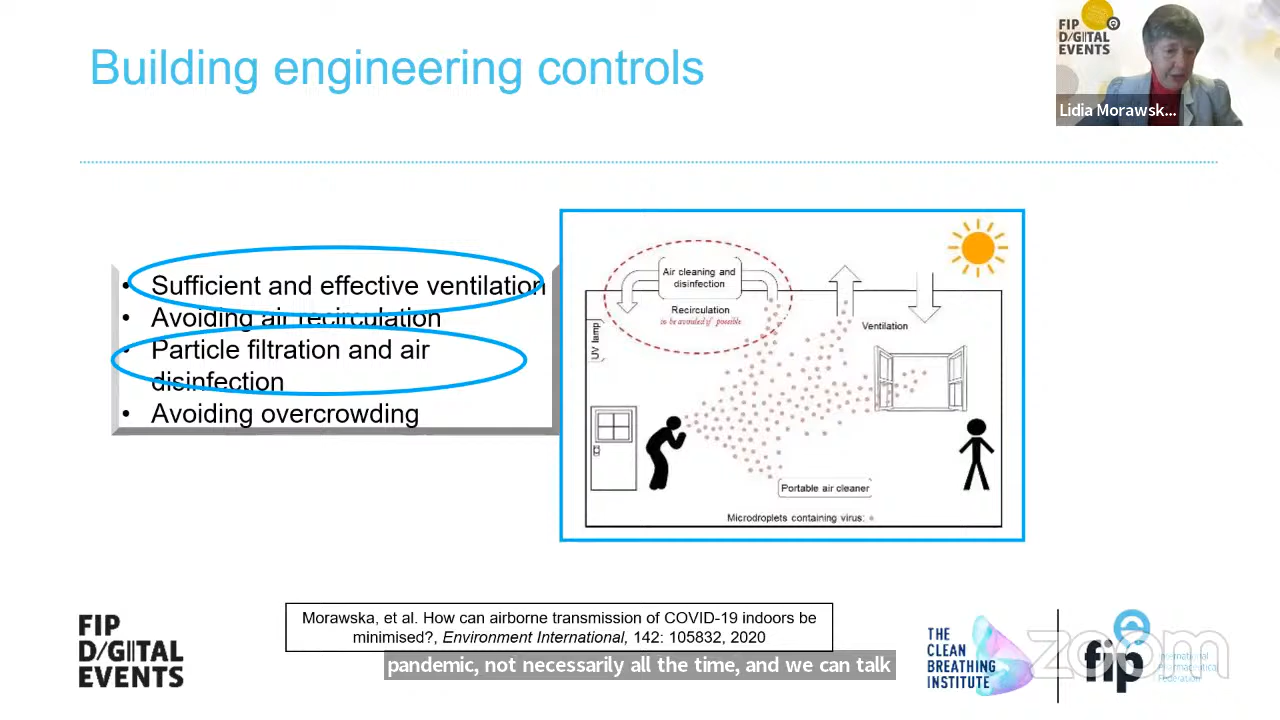 Building engineering controls
FIP
D/GITAL
EVENTS
Lidia Morawsk...
• Sufficient and effective ventilation
• Avoiding air recirculation
• Particle filtration and air
disinfection
• Avoiding overcrowding
Air cleaning and
disinfection
Recirculation
to be avoided if possible
UV lamp
Ventilation
Portable air cleaner
Microdroplets containing virus:
Morawska, et al. How can airborne transmission of COVID-19 indoors be
minimised?, Environment International, 142: 105832, 2020
pandemic, not necessarily all the time, and we can talk
FIP
D/GITAL
EVENTS
THE
CLEAN
BREATHING
INSTITUTE
fip
International
Pharmaceutical
Federation
zoom